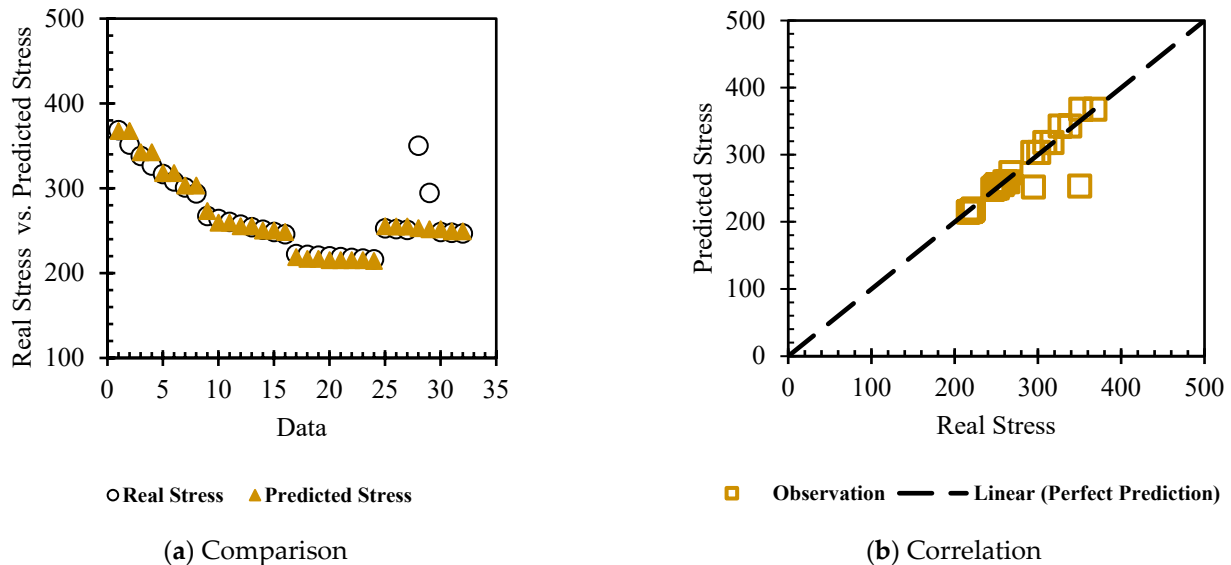 Real Stress vs. Predicted Stress
500
400
300
200
100
0 5 10 15 20 25 30 35
Data
Real Stress Predicted Stress
(a) Comparison
Predicted Stress
500
400
300
200
100
0
0 100 200 300 400 500
Real Stress
Observation Linear (Perfect Prediction)
(b) Correlation